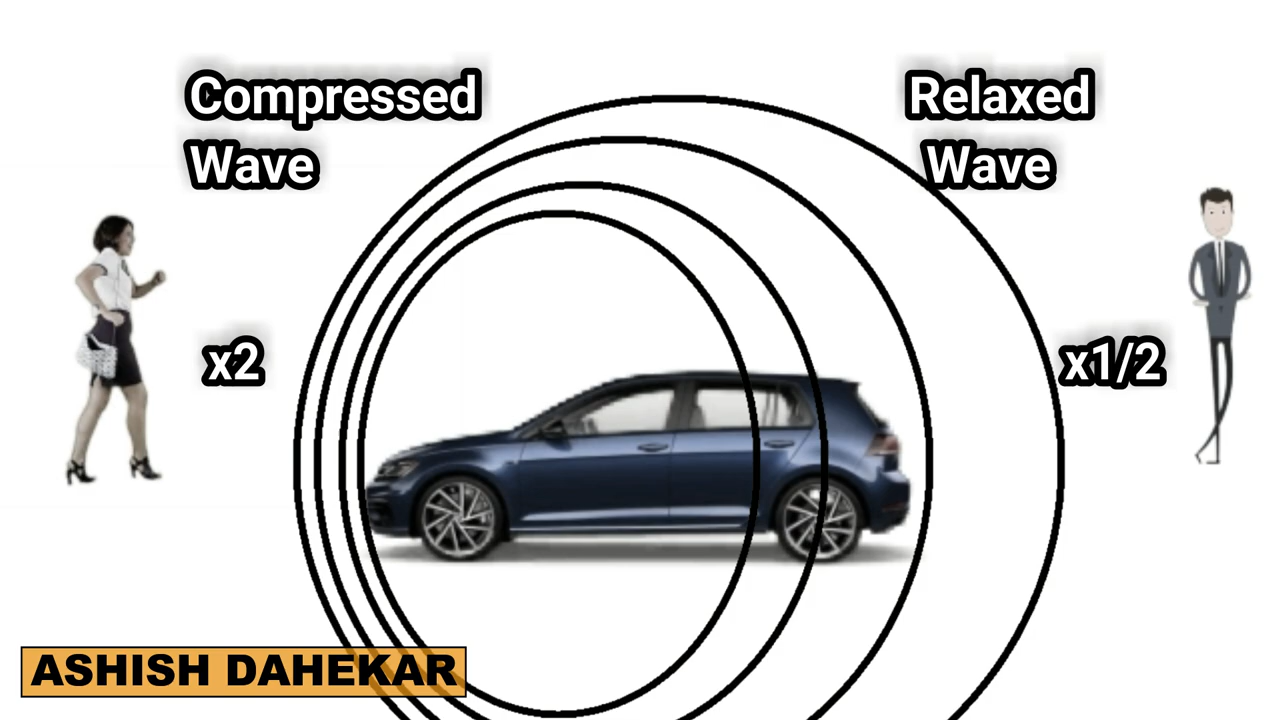 Compressed
Wave
Relaxed
Wave
x2
x1/2
ASHISH DAHEKAR